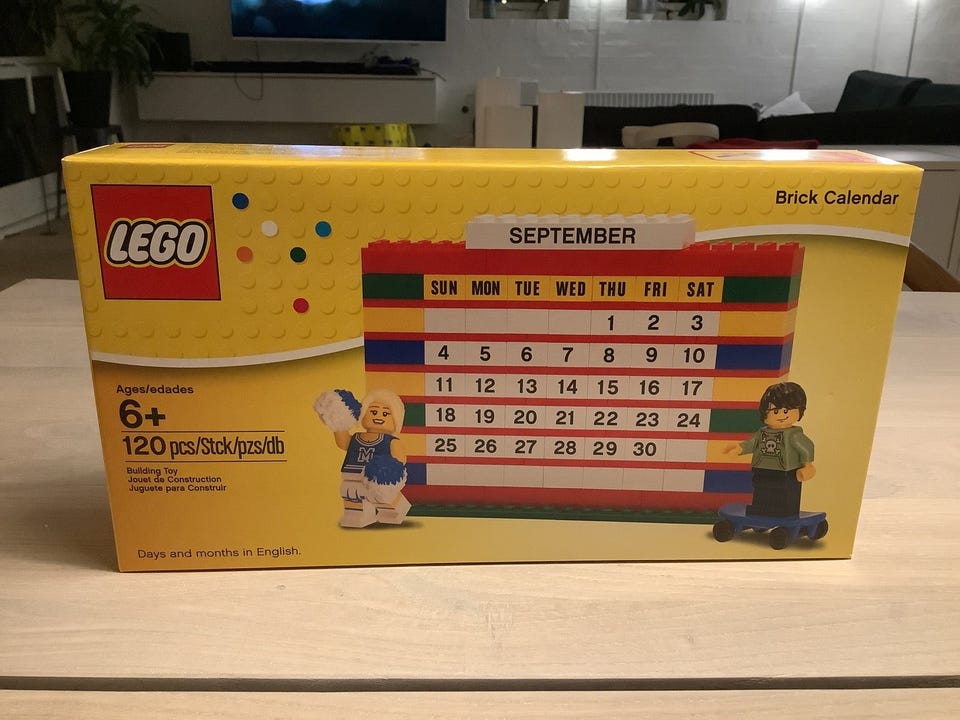 LEGO
Brick Calendar
SEPTEMBER
SUN MON TUE WED THU FRI SAT
1 2 3
4 5 6 7 8 9 10
11 12 13 14 15 16 17
18 19 20 21 22 23 24
25 26 27 28 29 30
Ages/edades
6+
120 pcs/Stck/pzs/db
Building Toy
Jouet de Construction
Juguete para Construir
M
Days and months in English.